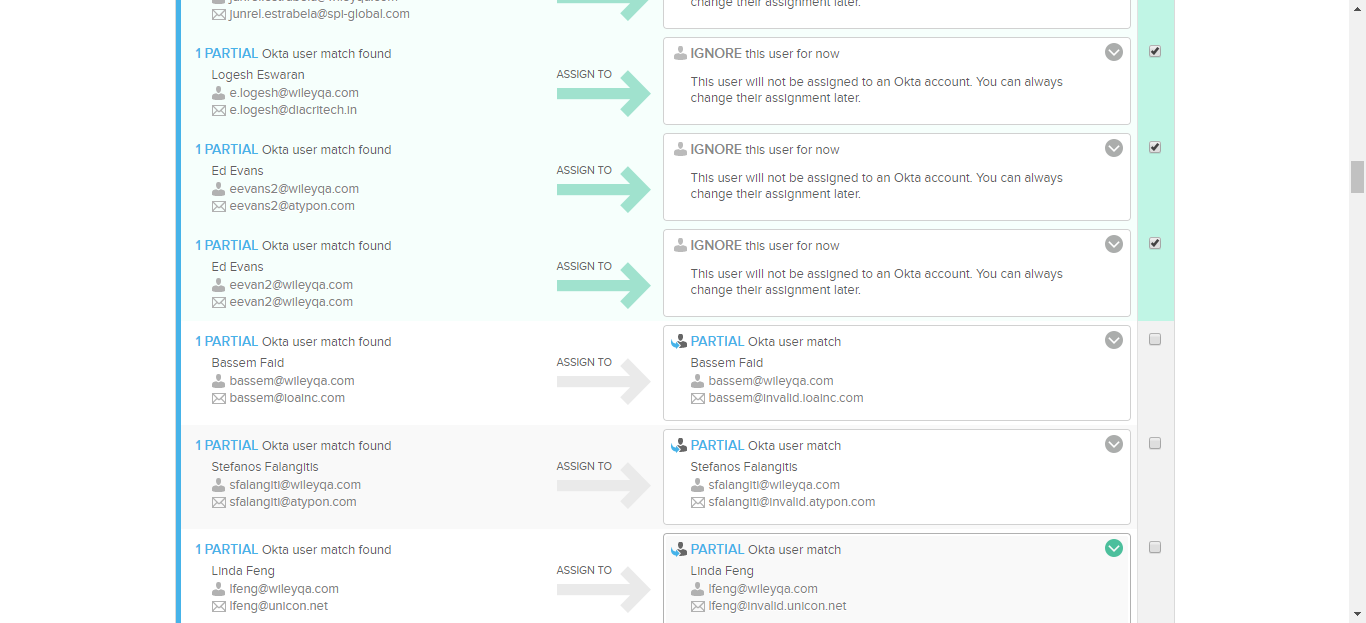 junrel.estrabela@spi-global.com
change their assignment later.
1 PARTIAL Okta user match found
Logesh Eswaran
e.logesh@wileyqa.com
e.logesh@diacritech.in
ASSIGN TO
IGNORE this user for now
This user will not be assigned to an Okta account. You can always
change their assignment later.
1 PARTIAL Okta user match found
Ed Evans
eevans2@wileyqa.com
eevans2@atypon.com
ASSIGN TO
IGNORE this user for now
This user will not be assigned to an Okta account. You can always
change their assignment later.
1 PARTIAL Okta user match found
Ed Evans
eevan2@wileyqa.com
eevan2@wileyqa.com
ASSIGN TO
IGNORE this user for now
This user will not be assigned to an Okta account. You can always
change their assignment later.
1 PARTIAL Okta user match found
Bassem Faid
bassem@wileyqa.com
bassem@ioainc.com
ASSIGN TO
PARTIAL Okta user match
Bassem Faid
bassem@wileyqa.com
bassem@invalid.ioainc.com
1 PARTIAL Okta user match found
Stefanos Falangitis
sfalangiti@wileyqa.com
sfalangiti@atypon.com
ASSIGN TO
PARTIAL Okta user match
Stefanos Falangitis
sfalangiti@wileyqa.com
sfalangiti@invalid.atypon.com
1 PARTIAL Okta user match found
Linda Feng
lfeng@wileyqa.com
lfeng@unicon.net
ASSIGN TO
PARTIAL Okta user match
Linda Feng
lfeng@wileyqa.com
lfeng@invalid.unicon.net